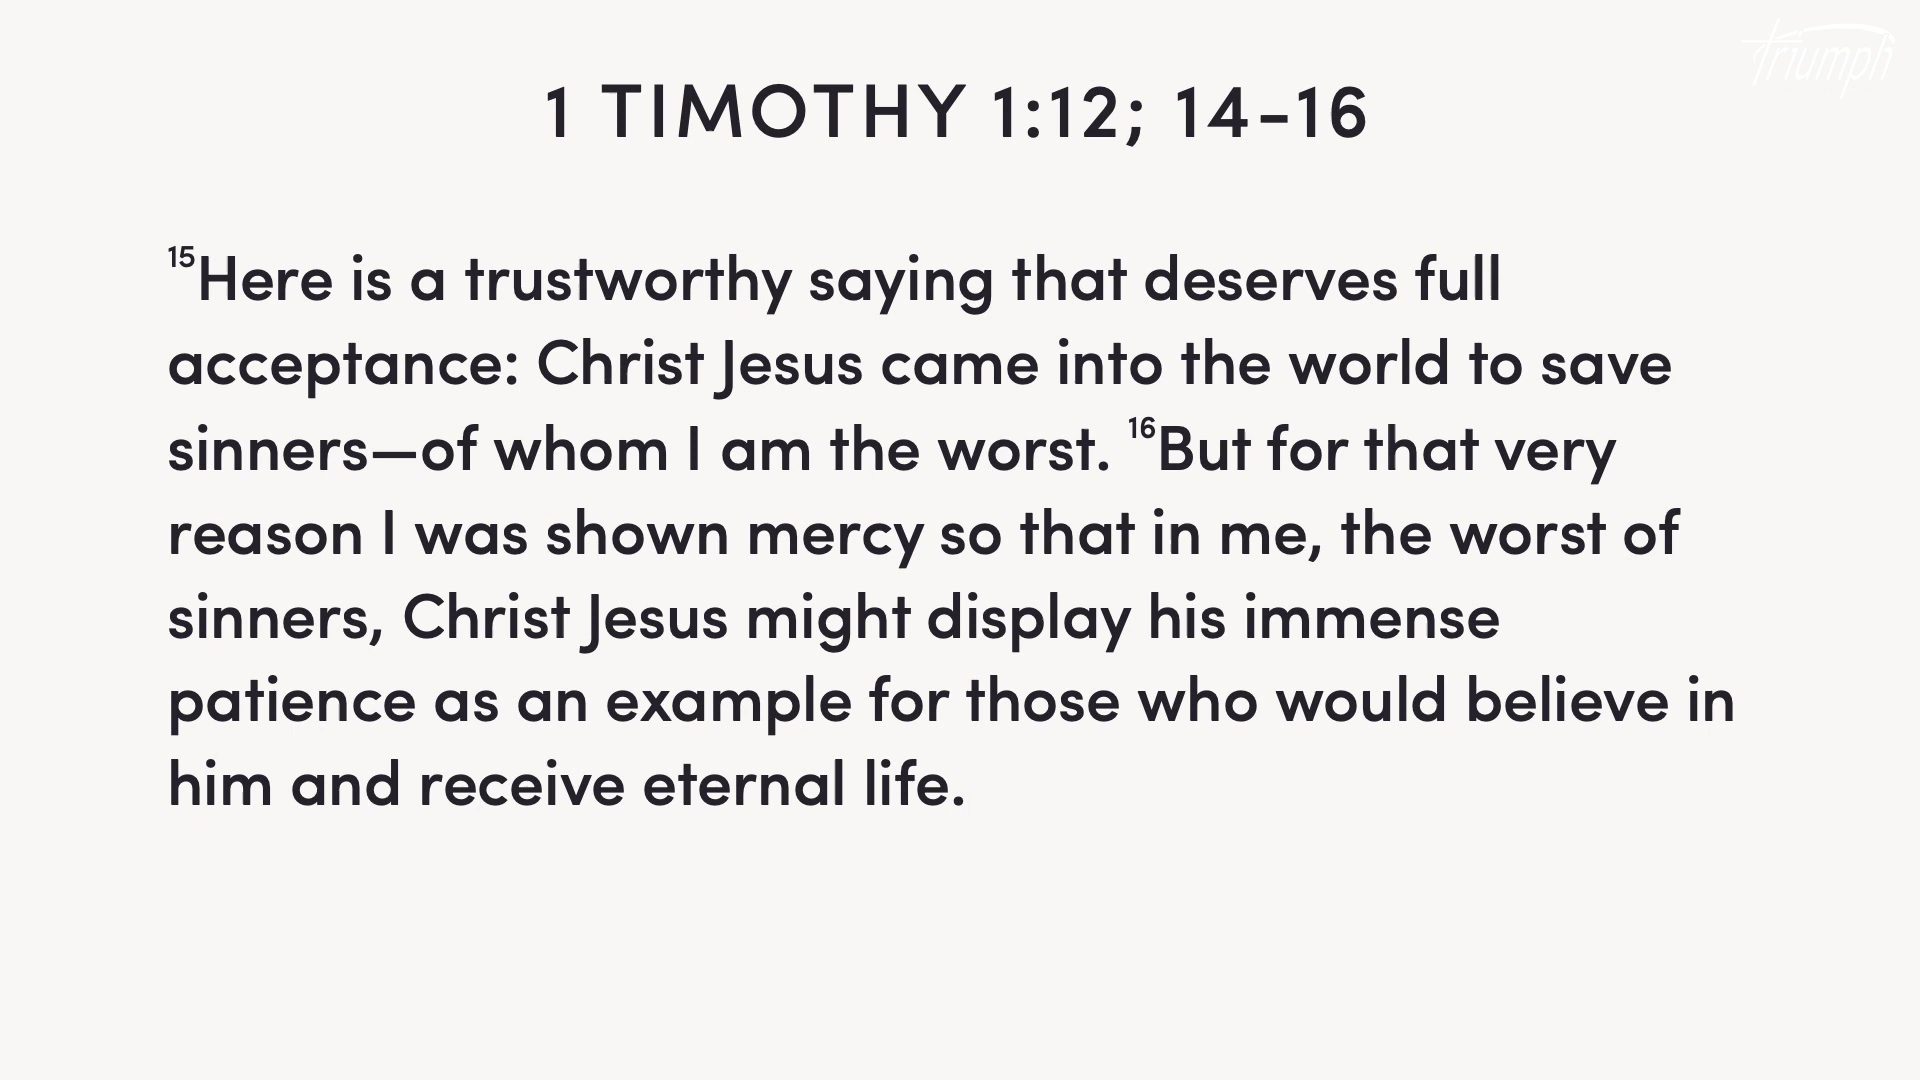 triumph
1 TIMOTHY 1:12; 14-16
15Here is a trustworthy saying that deserves full
acceptance: Christ Jesus came into the world to save
sinners—of whom I am the worst. 16But for that very
reason I was shown mercy so that in me, the worst of
sinners, Christ Jesus might display his immense
patience as an example for those who would believe in
him and receive eternal life.